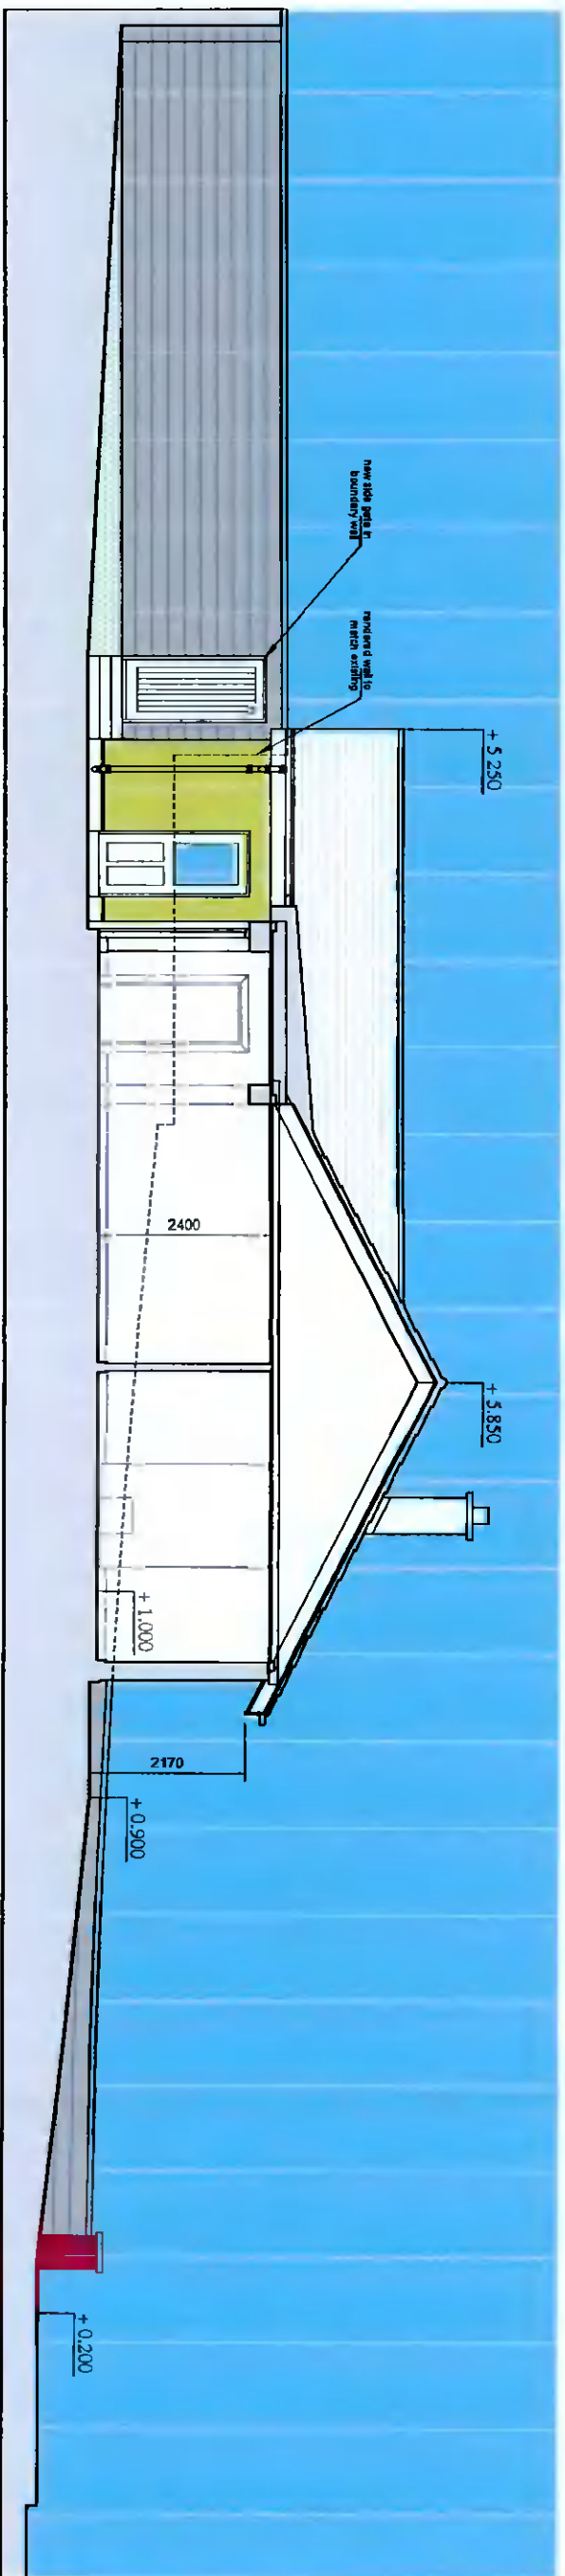 new side gate in
boundary wall
rendered wall to
match existing
+ 5.250
+ 5.850
2400
+ 1.000
2170
+ 0.900
+ 0.200